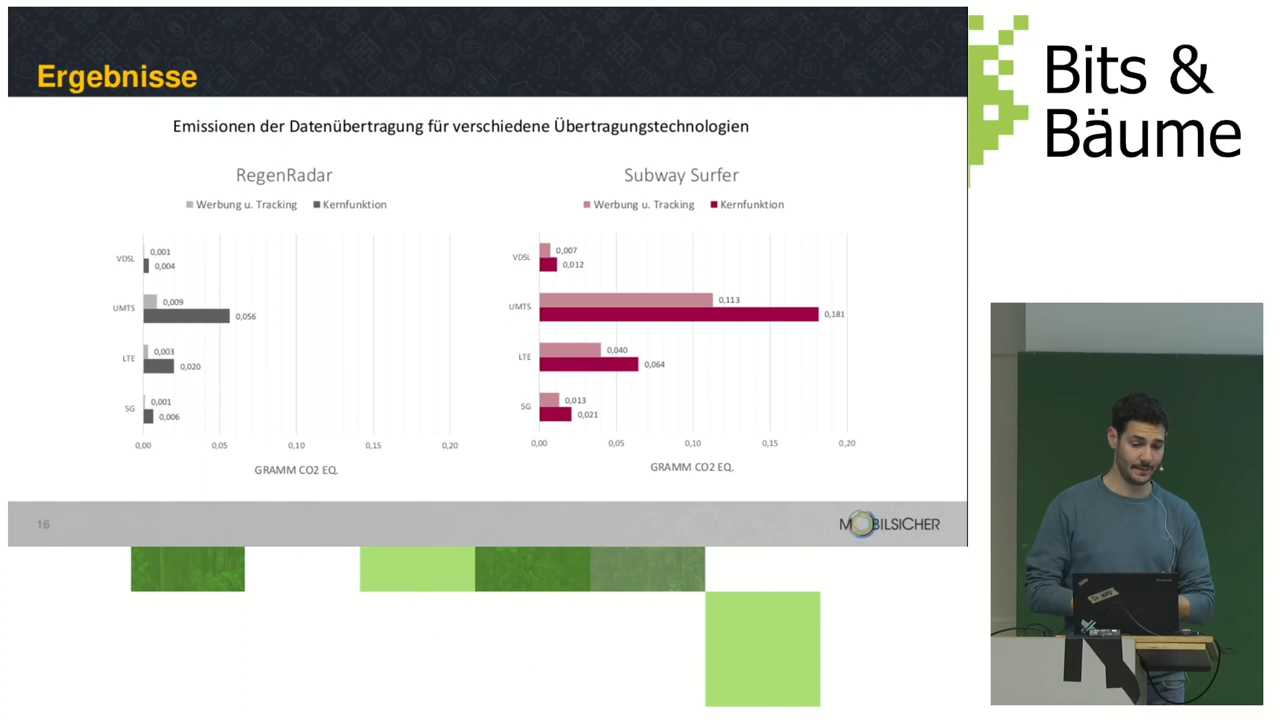 Ergebnisse
Emissionen der Datenübertragung für verschiedene Übertragungstechnologien
RegenRadar
Werbung u. Tracking Kernfunktion
VDSL
0,001
0,004
UMTS
0,009
0,056
LTE
0,003
0,020
5G
0,001
0,006
0,00 0,05 0,10 0,15 0,20
GRAMM CO2 EQ.
Subway Surfer
Werbung u. Tracking Kernfunktion
VDSL
0,007
0,012
UMTS
0,113
0,181
LTE
0,040
0,064
5G
0,013
0,021
0,00 0,05 0,10 0,15 0,20
GRAMM CO2 EQ.
16
MOBILSICHER
Bits &
Bäume